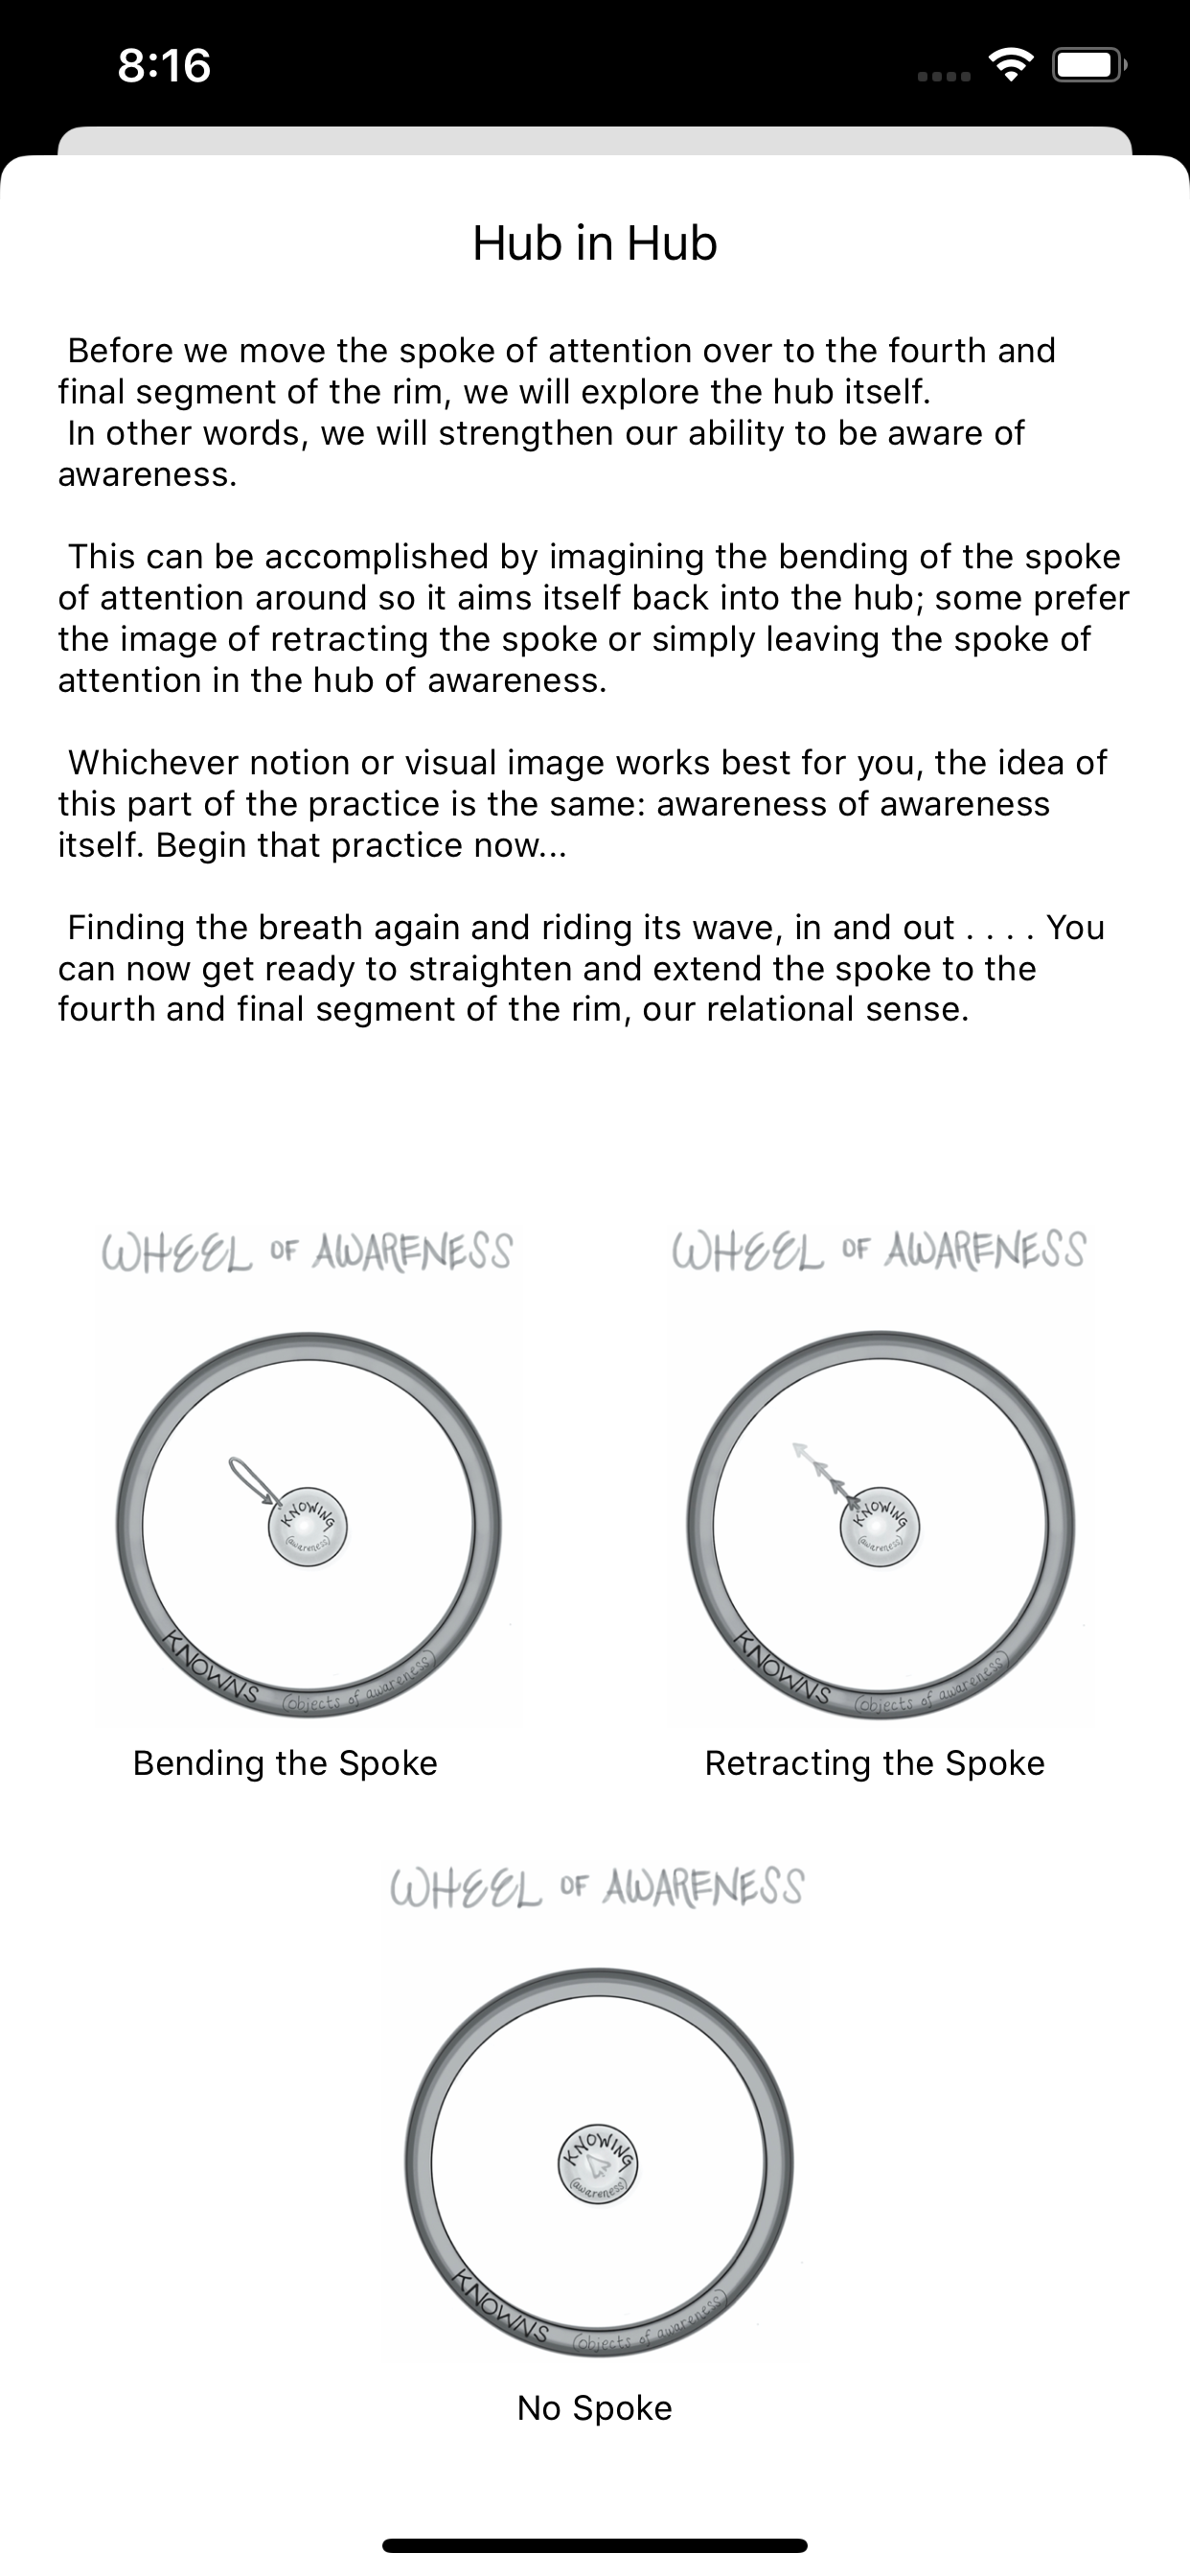 8:16
Hub in Hub
Before we move the spoke of attention over to the fourth and
final segment of the rim, we will explore the hub itself.
In other words, we will strengthen our ability to be aware of
awareness.
This can be accomplished by imagining the bending of the spoke
of attention around so it aims itself back into the hub; some prefer
the image of retracting the spoke or simply leaving the spoke of
attention in the hub of awareness.
Whichever notion or visual image works best for you, the idea of
this part of the practice is the same: awareness of awareness
itself. Begin that practice now...
Finding the breath again and riding its wave, in and out . . . . You
can now get ready to straighten and extend the spoke to the
fourth and final segment of the rim, our relational sense.
WHEEL OF AWARENESS
KNOWING
(awareness)
KNOWNS (objects of awareness)
Bending the Spoke
WHEEL OF AWARENESS
KNOWING
(awareness)
KNOWNS (objects of awareness)
Retracting the Spoke
WHEEL OF AWARENESS
KNOWING
(awareness)
KNOWNS (objects of awareness)
No Spoke